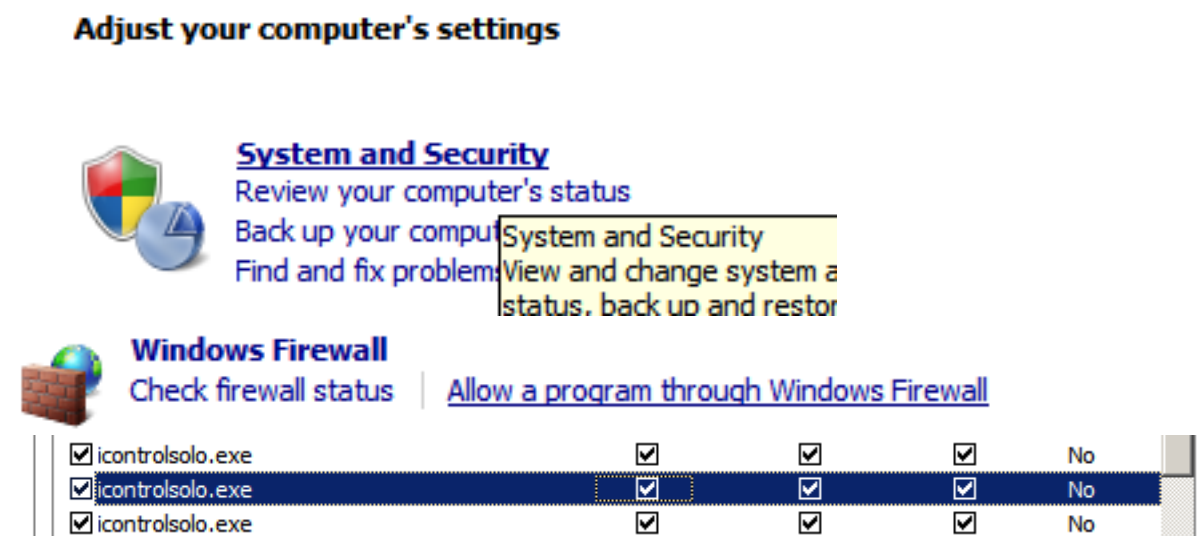 Adjust your computer's settings
System and Security
Review your computer's status
Back up your comput
Find and fix problems
System and Security
View and change system a
status, back up and restor
Windows Firewall
Check firewall status Allow a program through Windows Firewall
icontrolsolo.exe No
icontrolsolo.exe No
icontrolsolo.exe No